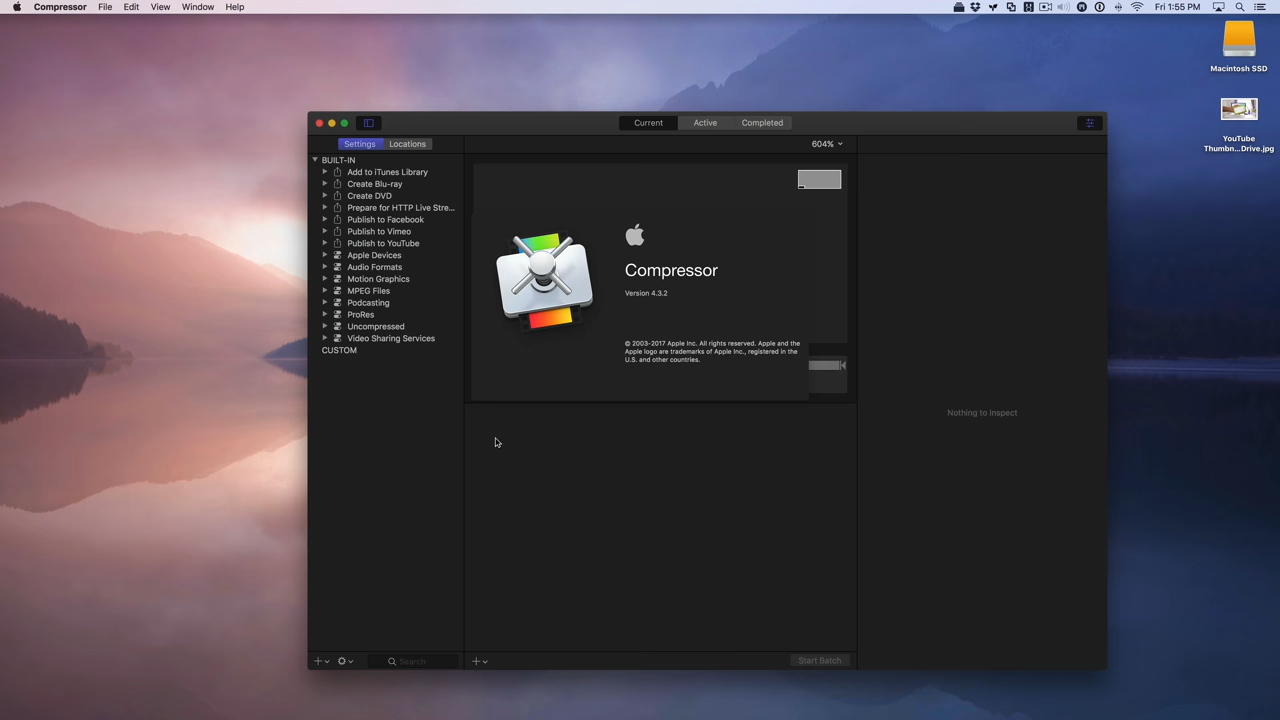 Compressor File Edit View Window Help
Fri 1:55 PM
Macintosh SSD
YouTube
Thumbn...Drive.jpg
Current Active Completed
Settings Locations
604%
BUILT-IN
Add to iTunes Library
Create Blu-ray
Create DVD
Prepare for HTTP Live Stre...
Publish to Facebook
Publish to Vimeo
Publish to YouTube
Apple Devices
Audio Formats
Motion Graphics
MPEG Files
Podcasting
ProRes
Uncompressed
Video Sharing Services
CUSTOM
Compressor
Version 4.3.2
© 2003-2017 Apple Inc. All rights reserved. Apple and the
Apple logo are trademarks of Apple Inc., registered in the
U.S. and other countries.
Nothing to Inspect
Search
Start Batch